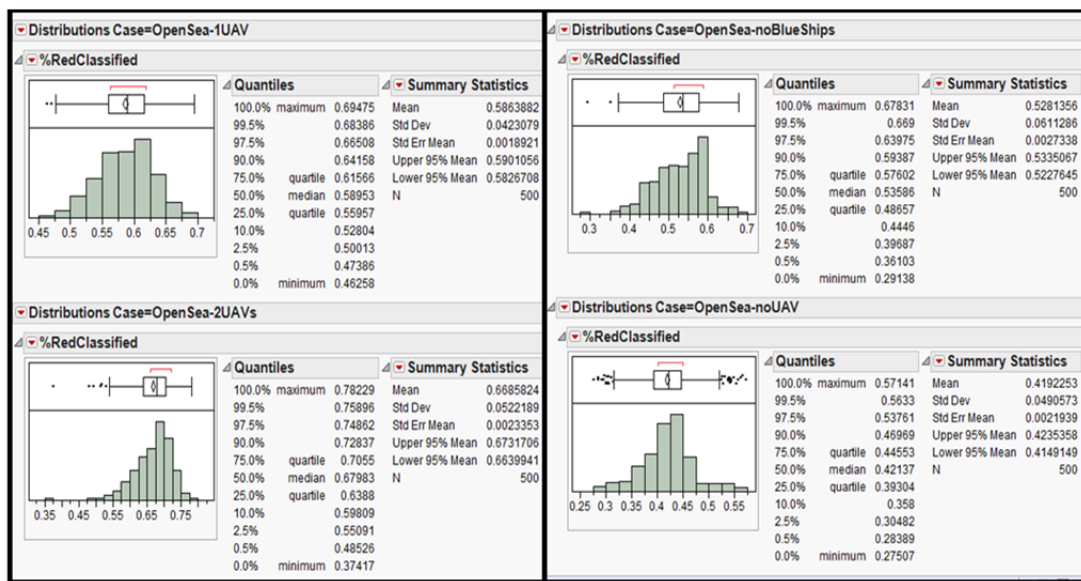 Distributions Case=OpenSea-1UAV
%RedClassified
0.45 0.5 0.55 0.6 0.65 0.7
Quantiles
100.0% maximum 0.69475
99.5% 0.68386
97.5% 0.66508
90.0% 0.64158
75.0% quartile 0.61566
50.0% median 0.58953
25.0% quartile 0.55957
10.0% 0.52804
2.5% 0.50013
0.5% 0.47386
0.0% minimum 0.46258
Summary Statistics
Mean 0.5863882
Std Dev 0.0423079
Std Err Mean 0.0018921
Upper 95% Mean 0.5901056
Lower 95% Mean 0.5826708
N 500
Distributions Case=OpenSea-2UAVs
%RedClassified
0.35 0.45 0.55 0.65 0.75
Quantiles
100.0% maximum 0.78229
99.5% 0.75896
97.5% 0.74862
90.0% 0.72837
75.0% quartile 0.7055
50.0% median 0.67983
25.0% quartile 0.6388
10.0% 0.59809
2.5% 0.55091
0.5% 0.48526
0.0% minimum 0.37417
Summary Statistics
Mean 0.6685824
Std Dev 0.0522189
Std Err Mean 0.0023353
Upper 95% Mean 0.6731706
Lower 95% Mean 0.6639941
N 500
Distributions Case=OpenSea-noBlueShips
%RedClassified
0.3 0.4 0.5 0.6 0.7
Quantiles
100.0% maximum 0.67831
99.5% 0.669
97.5% 0.63975
90.0% 0.59387
75.0% quartile 0.57602
50.0% median 0.53586
25.0% quartile 0.48657
10.0% 0.4446
2.5% 0.39687
0.5% 0.36103
0.0% minimum 0.29138
Summary Statistics
Mean 0.5281356
Std Dev 0.0611286
Std Err Mean 0.0027338
Upper 95% Mean 0.5335067
Lower 95% Mean 0.5227645
N 500
Distributions Case=OpenSea-noUAV
%RedClassified
0.25 0.3 0.35 0.4 0.45 0.5 0.55
Quantiles
100.0% maximum 0.57141
99.5% 0.5633
97.5% 0.53761
90.0% 0.46969
75.0% quartile 0.44553
50.0% median 0.42137
25.0% quartile 0.39304
10.0% 0.358
2.5% 0.30482
0.5% 0.28389
0.0% minimum 0.27507
Summary Statistics
Mean 0.4192253
Std Dev 0.0490573
Std Err Mean 0.0021939
Upper 95% Mean 0.4235358
Lower 95% Mean 0.4149149
N 500